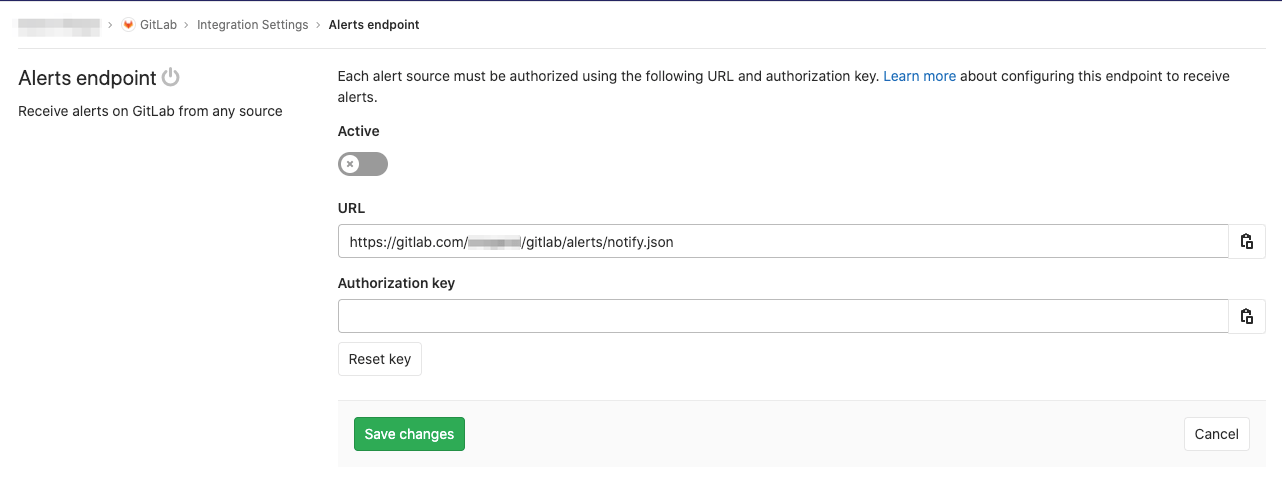 › GitLab › Integration Settings › Alerts endpoint
Alerts endpoint
Receive alerts on GitLab from any source
Each alert source must be authorized using the following URL and authorization key. Learn more about configuring this endpoint to receive
alerts.
Active
URL
https://gitlab.com/ /gitlab/alerts/notify.json
Authorization key
Reset key
Save changes
Cancel